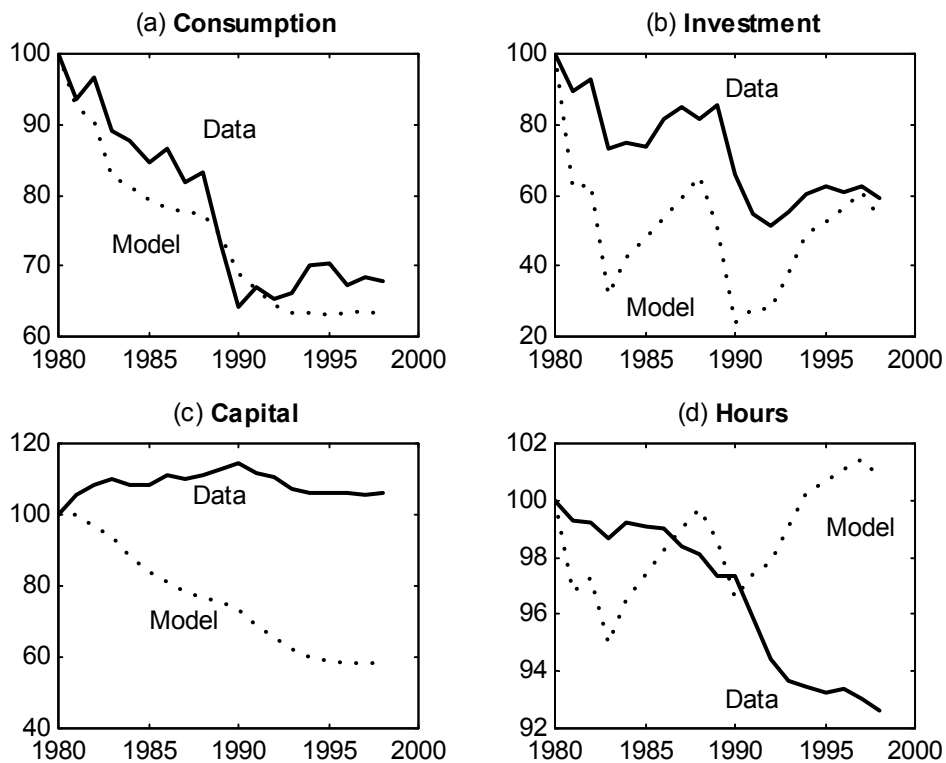 (a) Consumption
100
90
80
70
60
Data
Model
1980 1985 1990 1995 2000
(b) Investment
100
80
60
40
20
Data
Model
1980 1985 1990 1995 2000
(c) Capital
120
100
80
60
40
Data
Model
1980 1985 1990 1995 2000
(d) Hours
102
100
98
96
94
92
Model
Data
1980 1985 1990 1995 2000